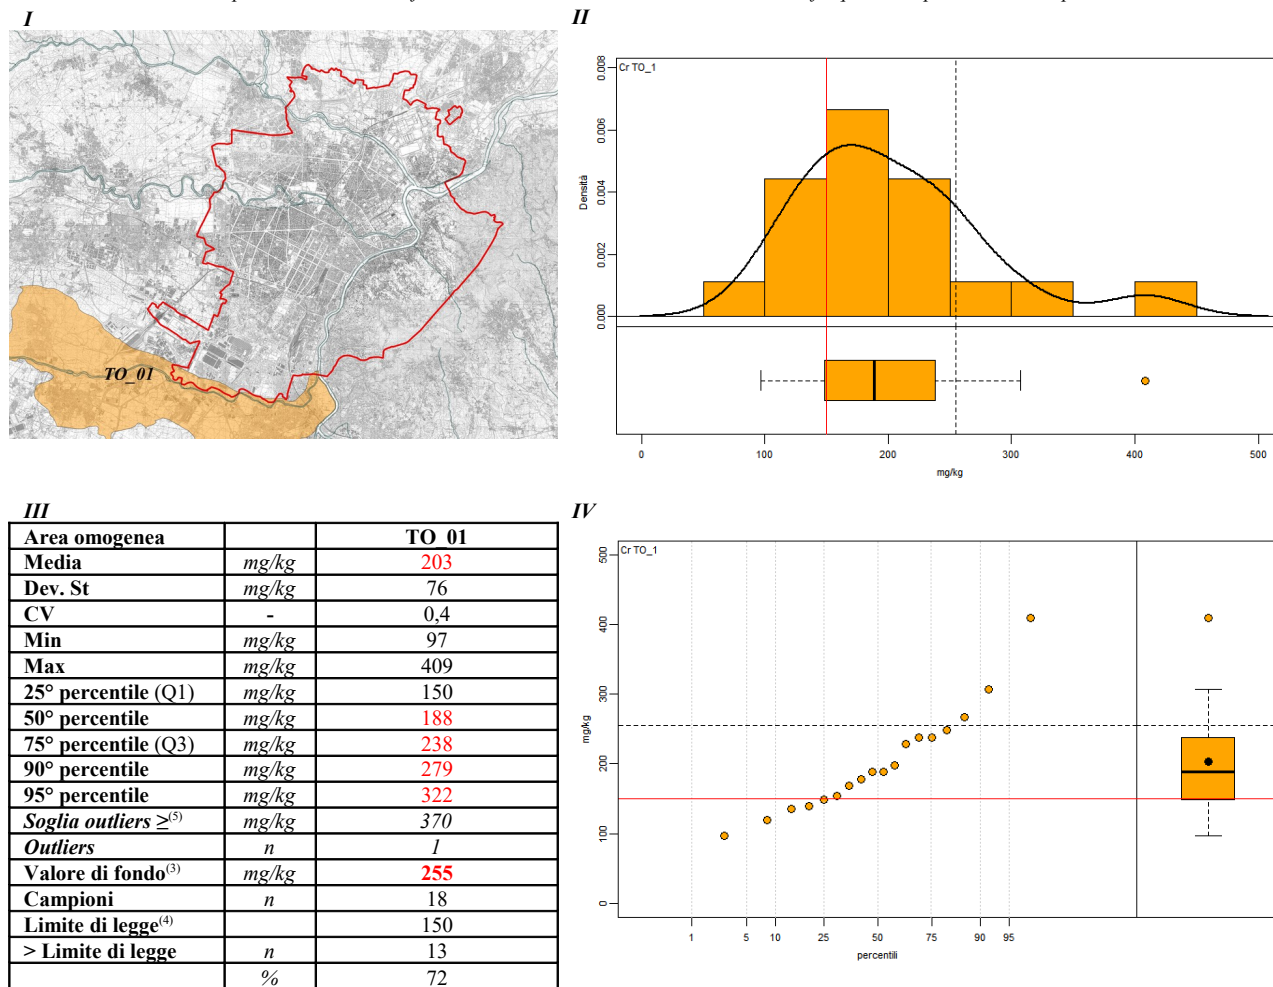 I
TO_01
II
Cr TO_1
Densità
0.000 0.002 0.004 0.006 0.008
0 100 200 300 400 500
mg/kg
III
Area omogenea TO_01
Media mg/kg 203
Dev. St mg/kg 76
CV - 0,4
Min mg/kg 97
Max mg/kg 409
25° percentile (Q1) mg/kg 150
50° percentile mg/kg 188
75° percentile (Q3) mg/kg 238
90° percentile mg/kg 279
95° percentile mg/kg 322
Soglia outliers ≥(5) mg/kg 370
Outliers n 1
Valore di fondo(3) mg/kg 255
Campioni n 18
Limite di legge(4) 150
> Limite di legge n 13
% 72
IV
Cr TO_1
mg/kg
0 100 200 300 400 500
1 5 10 25 50 75 90 95
percentili